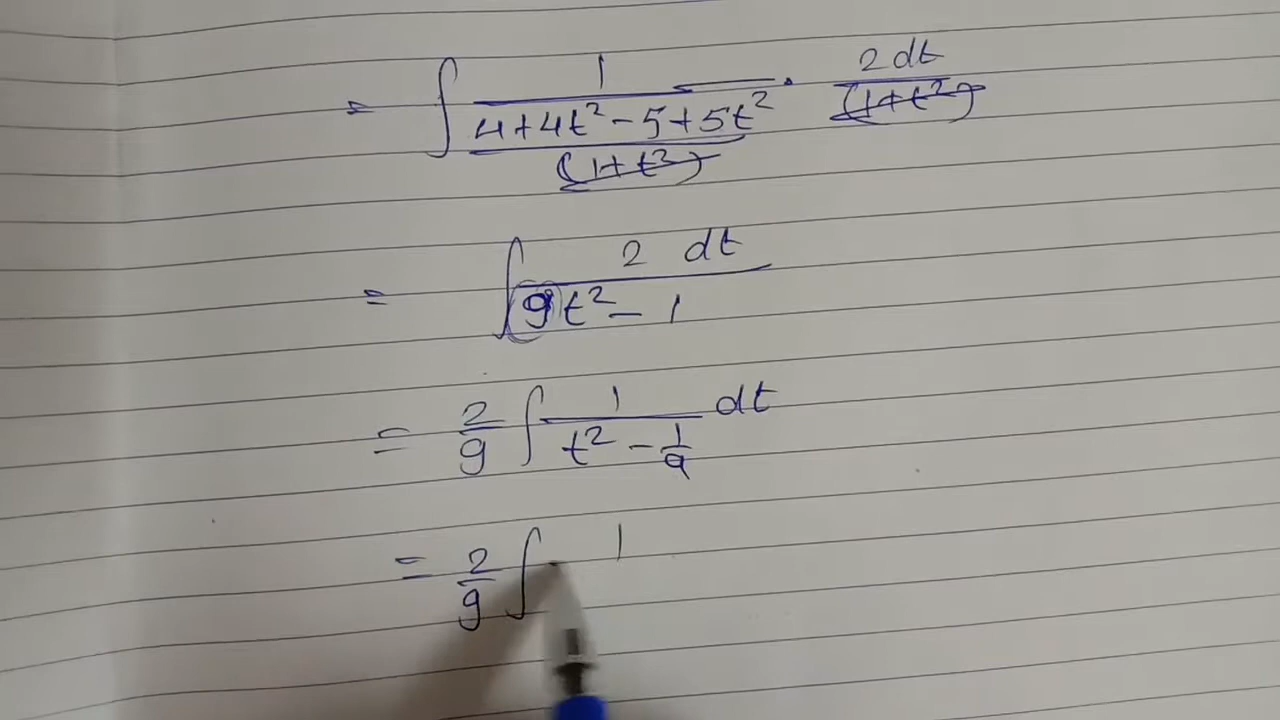 = ∫ 1/((4+4t²-5+5t²)/(1+t²)) · 2dt/(1+t²)
= ∫ 2 dt/(9t²-1)
= 2/9 ∫ 1/(t²-1/9) dt
= 2/9 ∫ 1